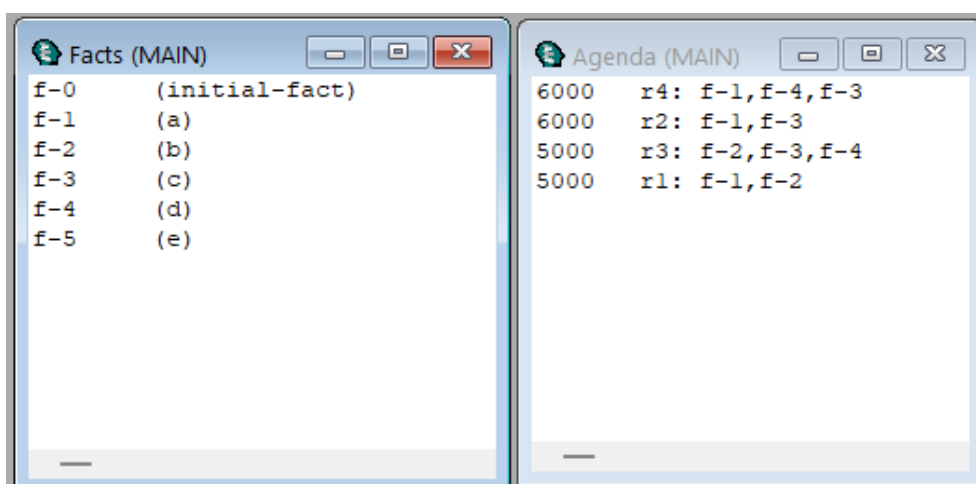 Facts (MAIN)
f-0 (initial-fact)
f-1 (a)
f-2 (b)
f-3 (c)
f-4 (d)
f-5 (e)
Agenda (MAIN)
6000 r4: f-1,f-4,f-3
6000 r2: f-1,f-3
5000 r3: f-2,f-3,f-4
5000 r1: f-1,f-2